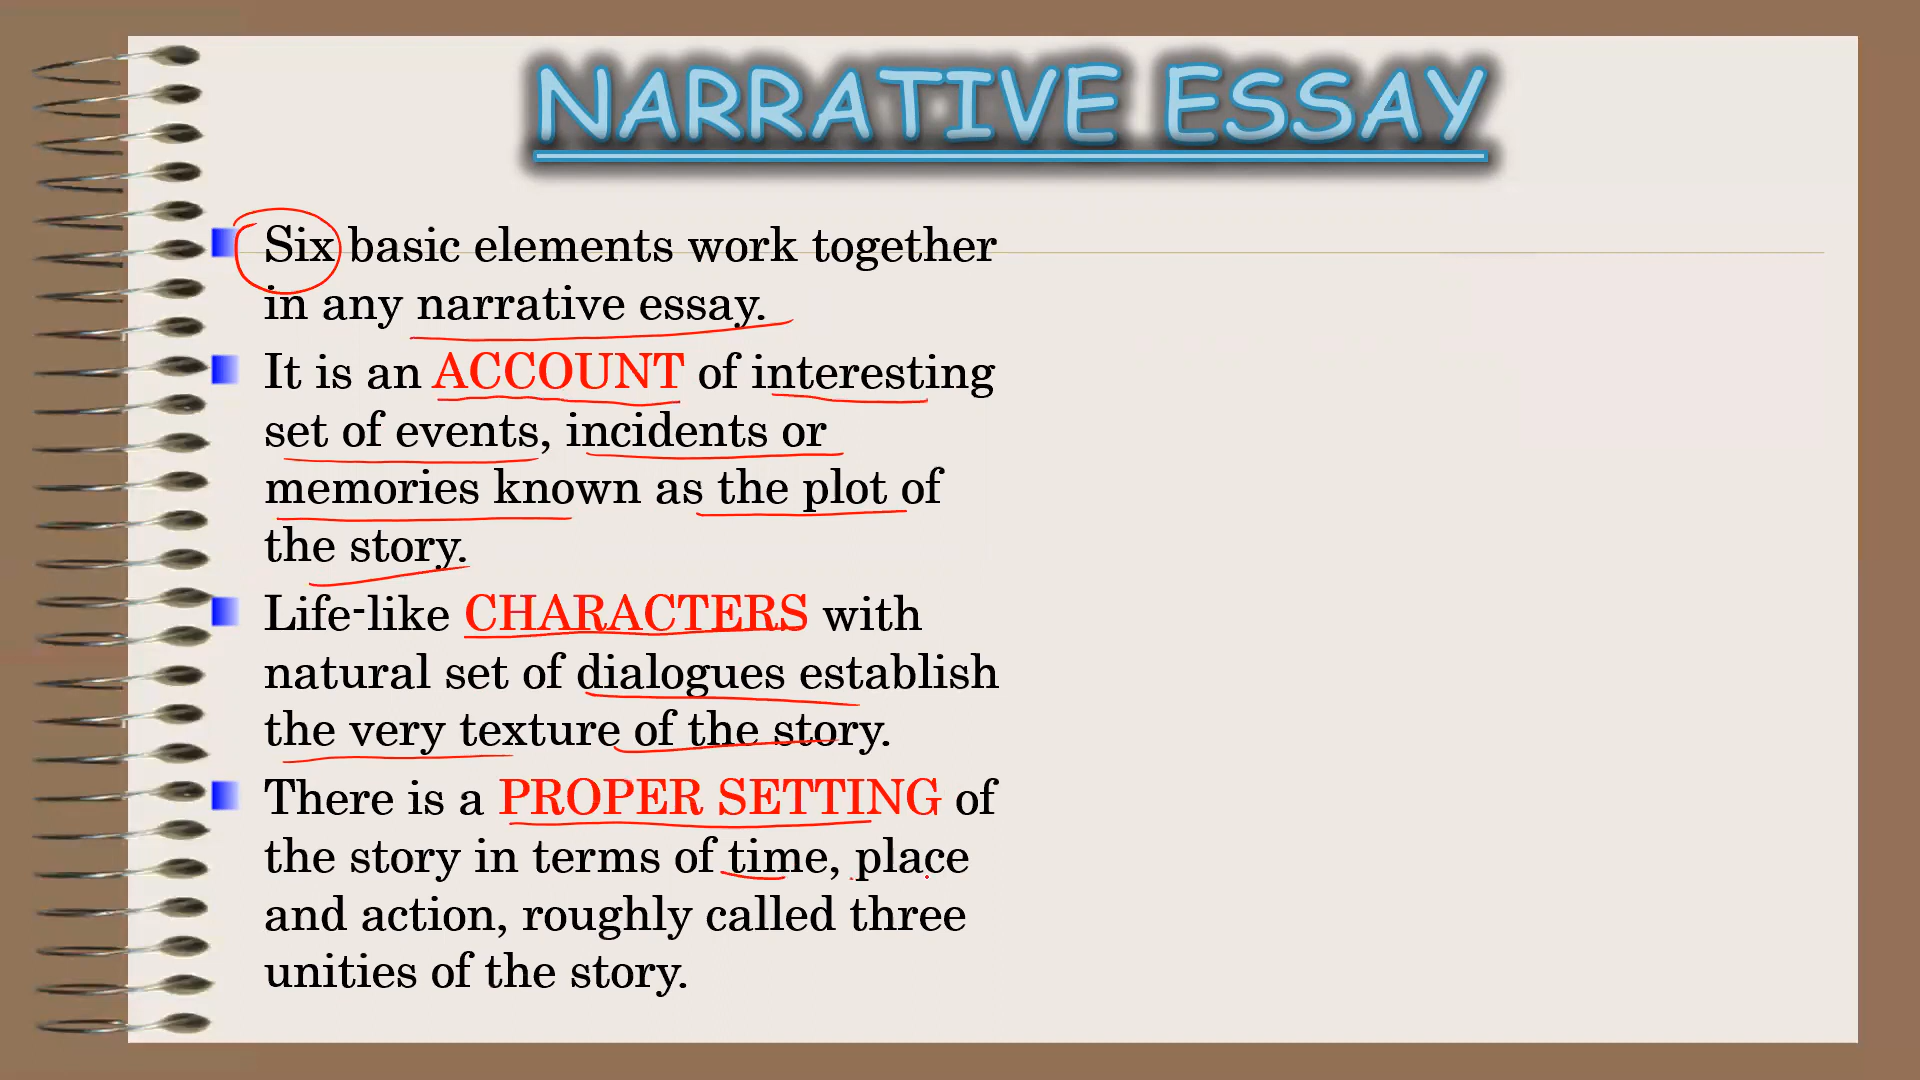 NARRATIVE ESSAY
Six basic elements work together
in any narrative essay.
It is an ACCOUNT of interesting
set of events, incidents or
memories known as the plot of
the story.
Life-like CHARACTERS with
natural set of dialogues establish
the very texture of the story.
There is a PROPER SETTING of
the story in terms of time, place
and action, roughly called three
unities of the story.